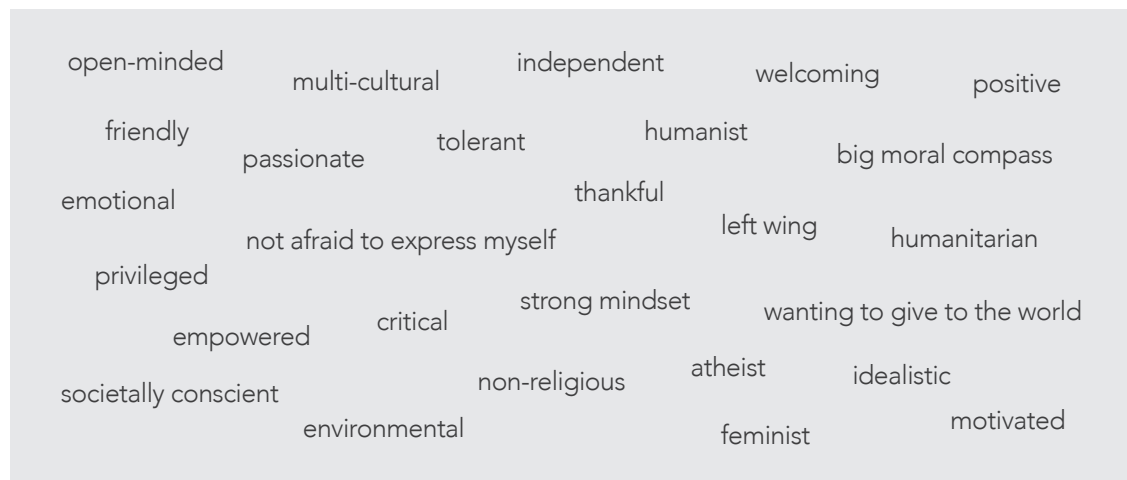 open-minded
multi-cultural
independent
welcoming
positive
friendly
passionate
tolerant
humanist
big moral compass
emotional
thankful
not afraid to express myself
left wing
humanitarian
privileged
strong mindset
wanting to give to the world
empowered
critical
societally conscient
non-religious
atheist
idealistic
environmental
feminist
motivated